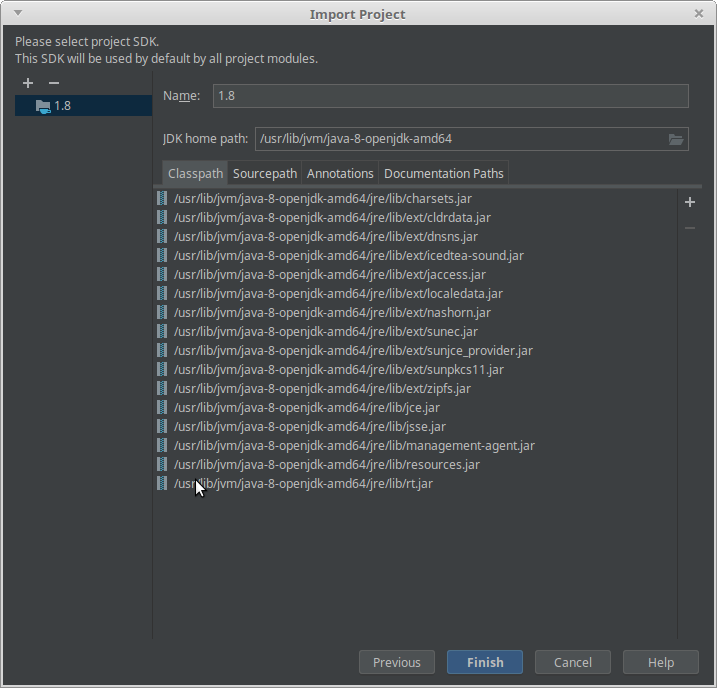 Import Project
Please select project SDK.
This SDK will be used by default by all project modules.
1.8
Name: 1.8
JDK home path: /usr/lib/jvm/java-8-openjdk-amd64
Classpath Sourcepath Annotations Documentation Paths
/usr/lib/jvm/java-8-openjdk-amd64/jre/lib/charsets.jar
/usr/lib/jvm/java-8-openjdk-amd64/jre/lib/ext/cldrdata.jar
/usr/lib/jvm/java-8-openjdk-amd64/jre/lib/ext/dnsns.jar
/usr/lib/jvm/java-8-openjdk-amd64/jre/lib/ext/icedtea-sound.jar
/usr/lib/jvm/java-8-openjdk-amd64/jre/lib/ext/jaccess.jar
/usr/lib/jvm/java-8-openjdk-amd64/jre/lib/ext/localedata.jar
/usr/lib/jvm/java-8-openjdk-amd64/jre/lib/ext/nashorn.jar
/usr/lib/jvm/java-8-openjdk-amd64/jre/lib/ext/sunec.jar
/usr/lib/jvm/java-8-openjdk-amd64/jre/lib/ext/sunjce_provider.jar
/usr/lib/jvm/java-8-openjdk-amd64/jre/lib/ext/sunpkcs11.jar
/usr/lib/jvm/java-8-openjdk-amd64/jre/lib/ext/zipfs.jar
/usr/lib/jvm/java-8-openjdk-amd64/jre/lib/jce.jar
/usr/lib/jvm/java-8-openjdk-amd64/jre/lib/jsse.jar
/usr/lib/jvm/java-8-openjdk-amd64/jre/lib/management-agent.jar
/usr/lib/jvm/java-8-openjdk-amd64/jre/lib/resources.jar
/usr/lib/jvm/java-8-openjdk-amd64/jre/lib/rt.jar
Previous Finish Cancel Help